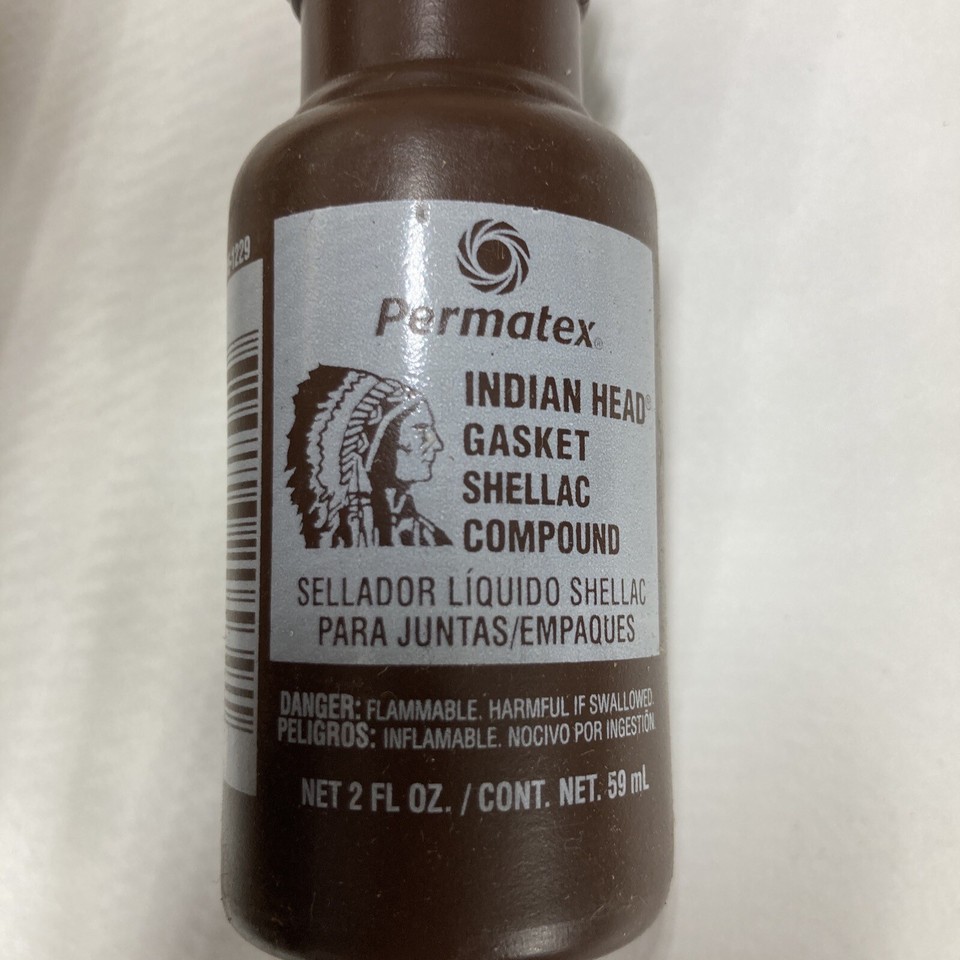 Permatex®
INDIAN HEAD®
GASKET
SHELLAC
COMPOUND
SELLADOR LÍQUIDO SHELLAC
PARA JUNTAS/EMPAQUES
DANGER: FLAMMABLE. HARMFUL IF SWALLOWED.
PELIGROS: INFLAMABLE. NOCIVO POR INGESTIÓN.
NET 2 FL OZ. / CONT. NET. 59 mL